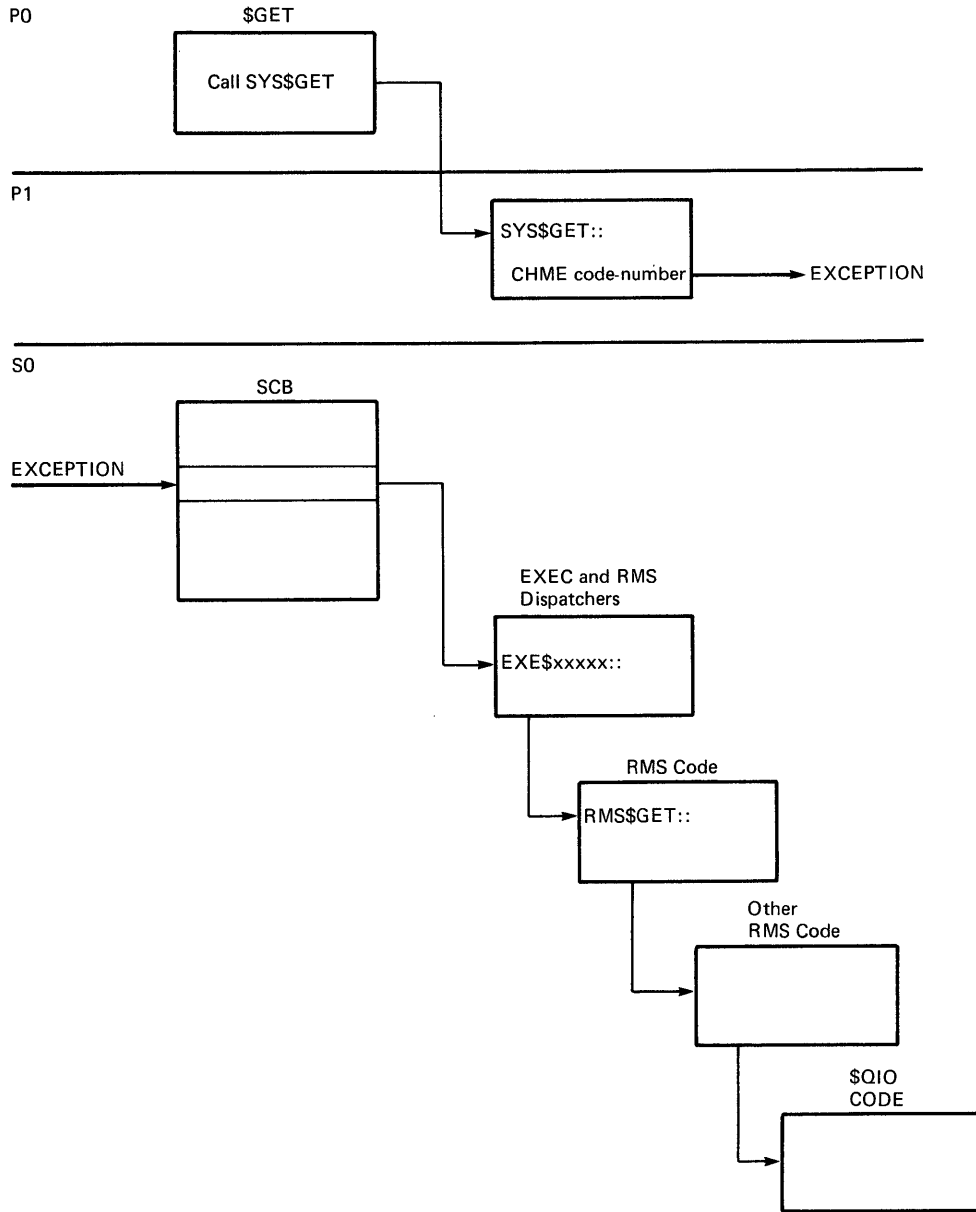 P0
$GET
Call SYS$GET
P1
SYS$GET::
CHME code-number
EXCEPTION
S0
SCB
EXCEPTION
EXEC and RMS
Dispatchers
EXE$xxxxx::
RMS Code
RMS$GET::
Other
RMS Code
$QIO
CODE